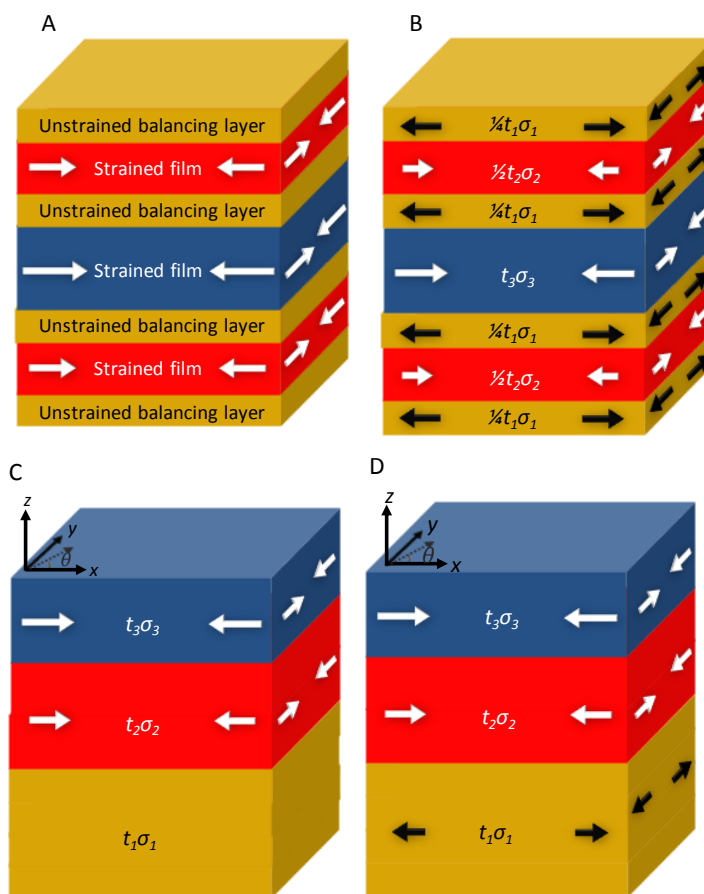 A
B
Unstrained balancing layer
Strained film
Unstrained balancing layer
Strained film
Unstrained balancing layer
Strained film
Unstrained balancing layer
¼t₁σ₁
½t₂σ₂
¼t₁σ₁
t₃σ₃
¼t₁σ₁
½t₂σ₂
¼t₁σ₁
C
D
z
y
θ
x
t₃σ₃
t₂σ₂
t₁σ₁
z
y
θ
x
t₃σ₃
t₂σ₂
t₁σ₁